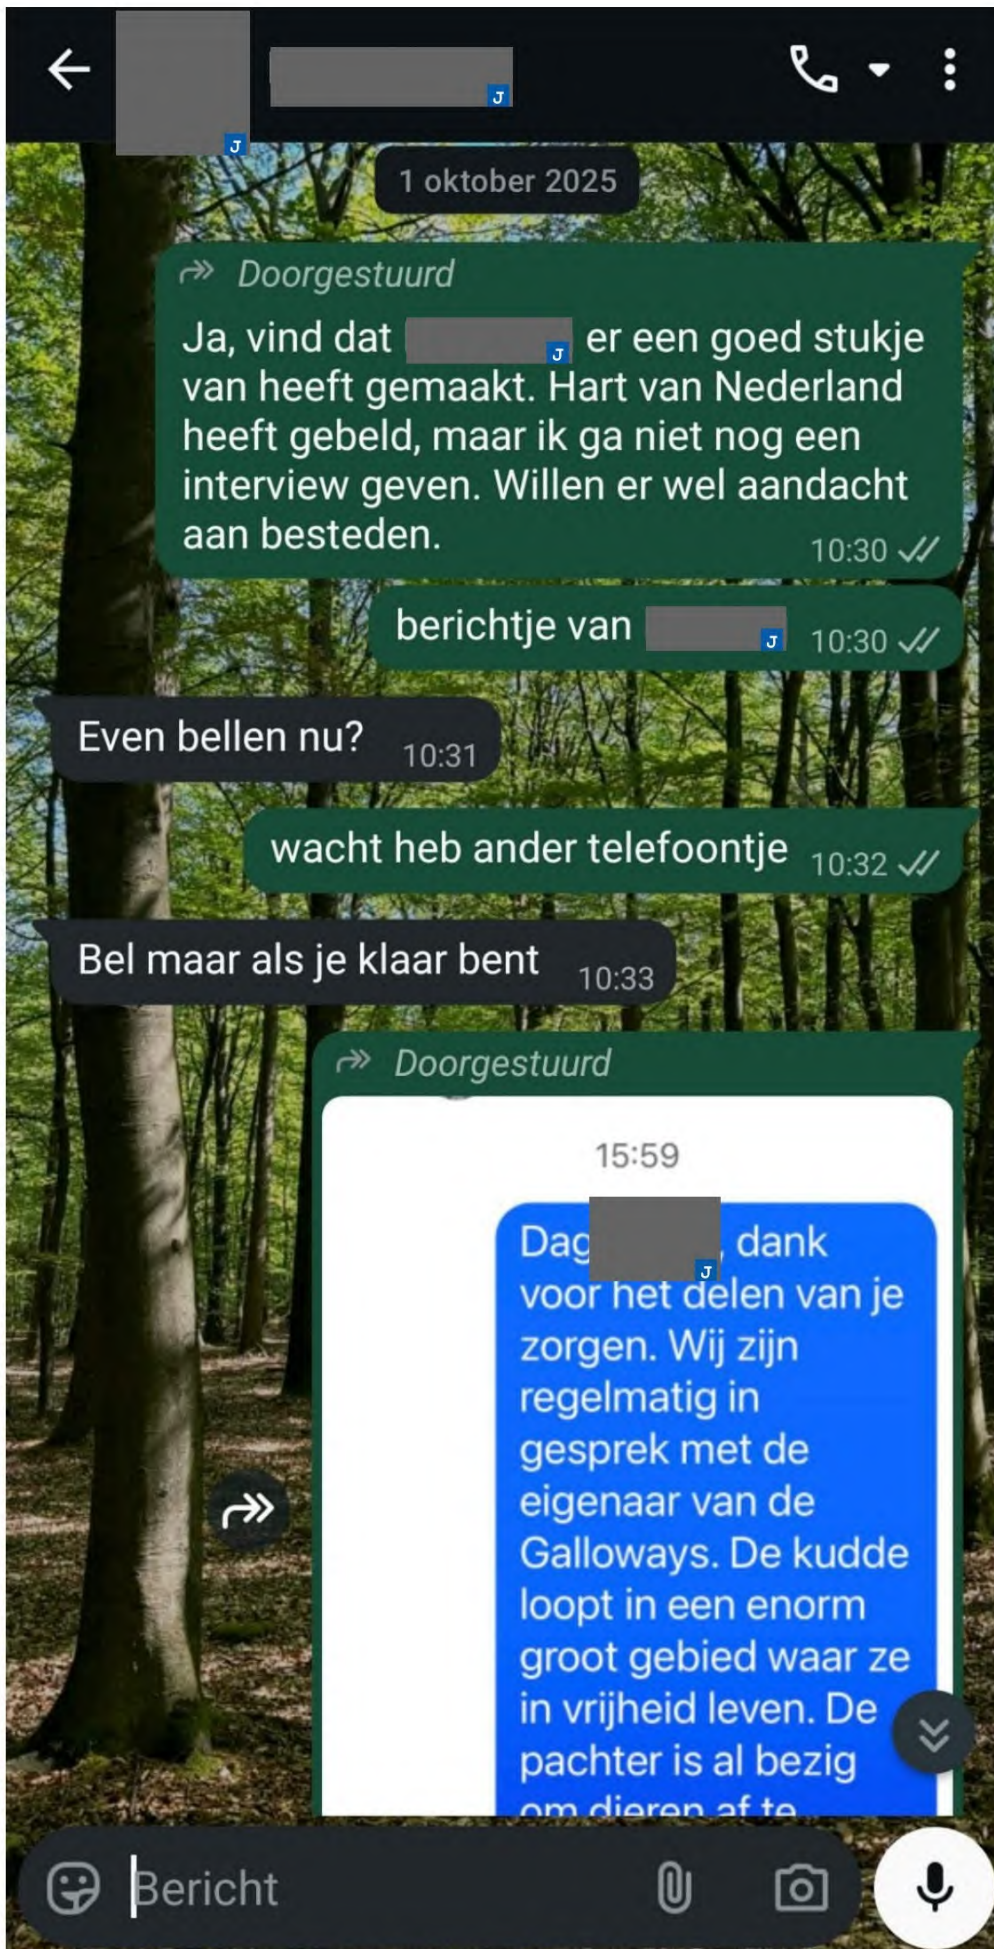 J
J
1 oktober 2025
Doorgestuurd
Ja, vind dat J er een goed stukje
van heeft gemaakt. Hart van Nederland
heeft gebeld, maar ik ga niet nog een
interview geven. Willen er wel aandacht
aan besteden.
10:30
berichtje van J 10:30
Even bellen nu? 10:31
wacht heb ander telefoontje 10:32
Bel maar als je klaar bent 10:33
Doorgestuurd
15:59
Dag J, dank
voor het delen van je
zorgen. Wij zijn
regelmatig in
gesprek met de
eigenaar van de
Galloways. De kudde
loopt in een enorm
groot gebied waar ze
in vrijheid leven. De
pachter is al bezig
om dieren af te
Bericht